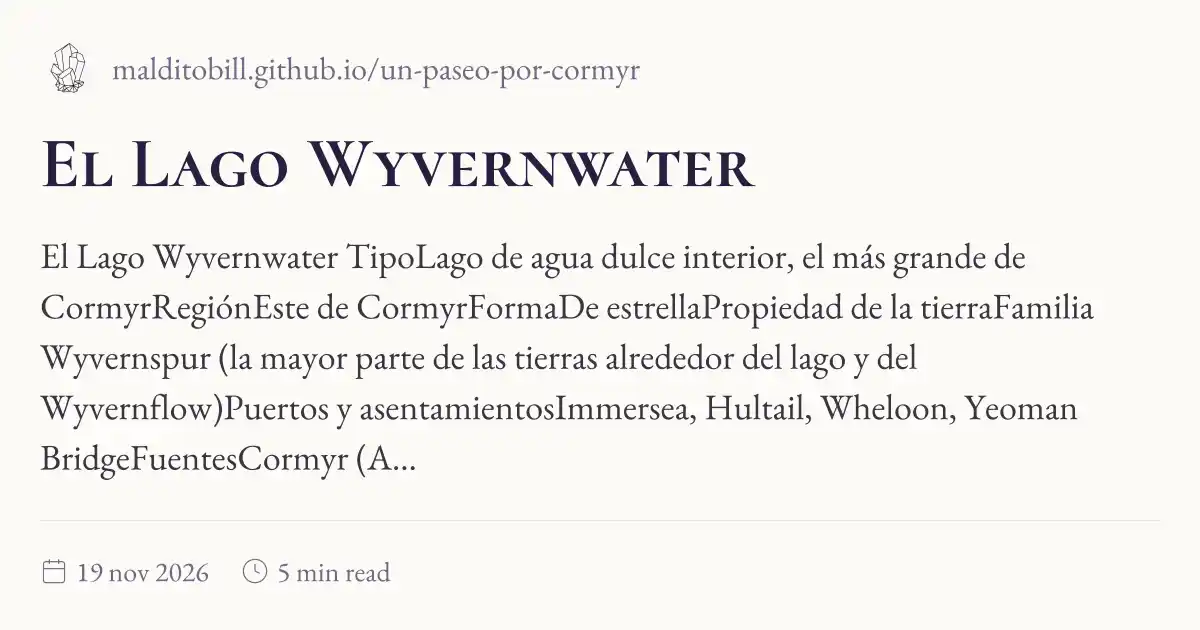 malditobill.github.io/un-paseo-por-cormyr
El Lago Wyvernwater
El Lago Wyvernwater TipoLago de agua dulce interior, el más grande de
CormyrRegiónEste de CormyrFormaDe estrellaPropiedad de la tierraFamilia
Wyvernspur (la mayor parte de las tierras alrededor del lago y del
Wyvernflow)Puertos y asentamientosImmersea, Hultail, Wheloon, Yeoman
BridgeFuentesCormyr (A...
19 nov 2026 5 min read